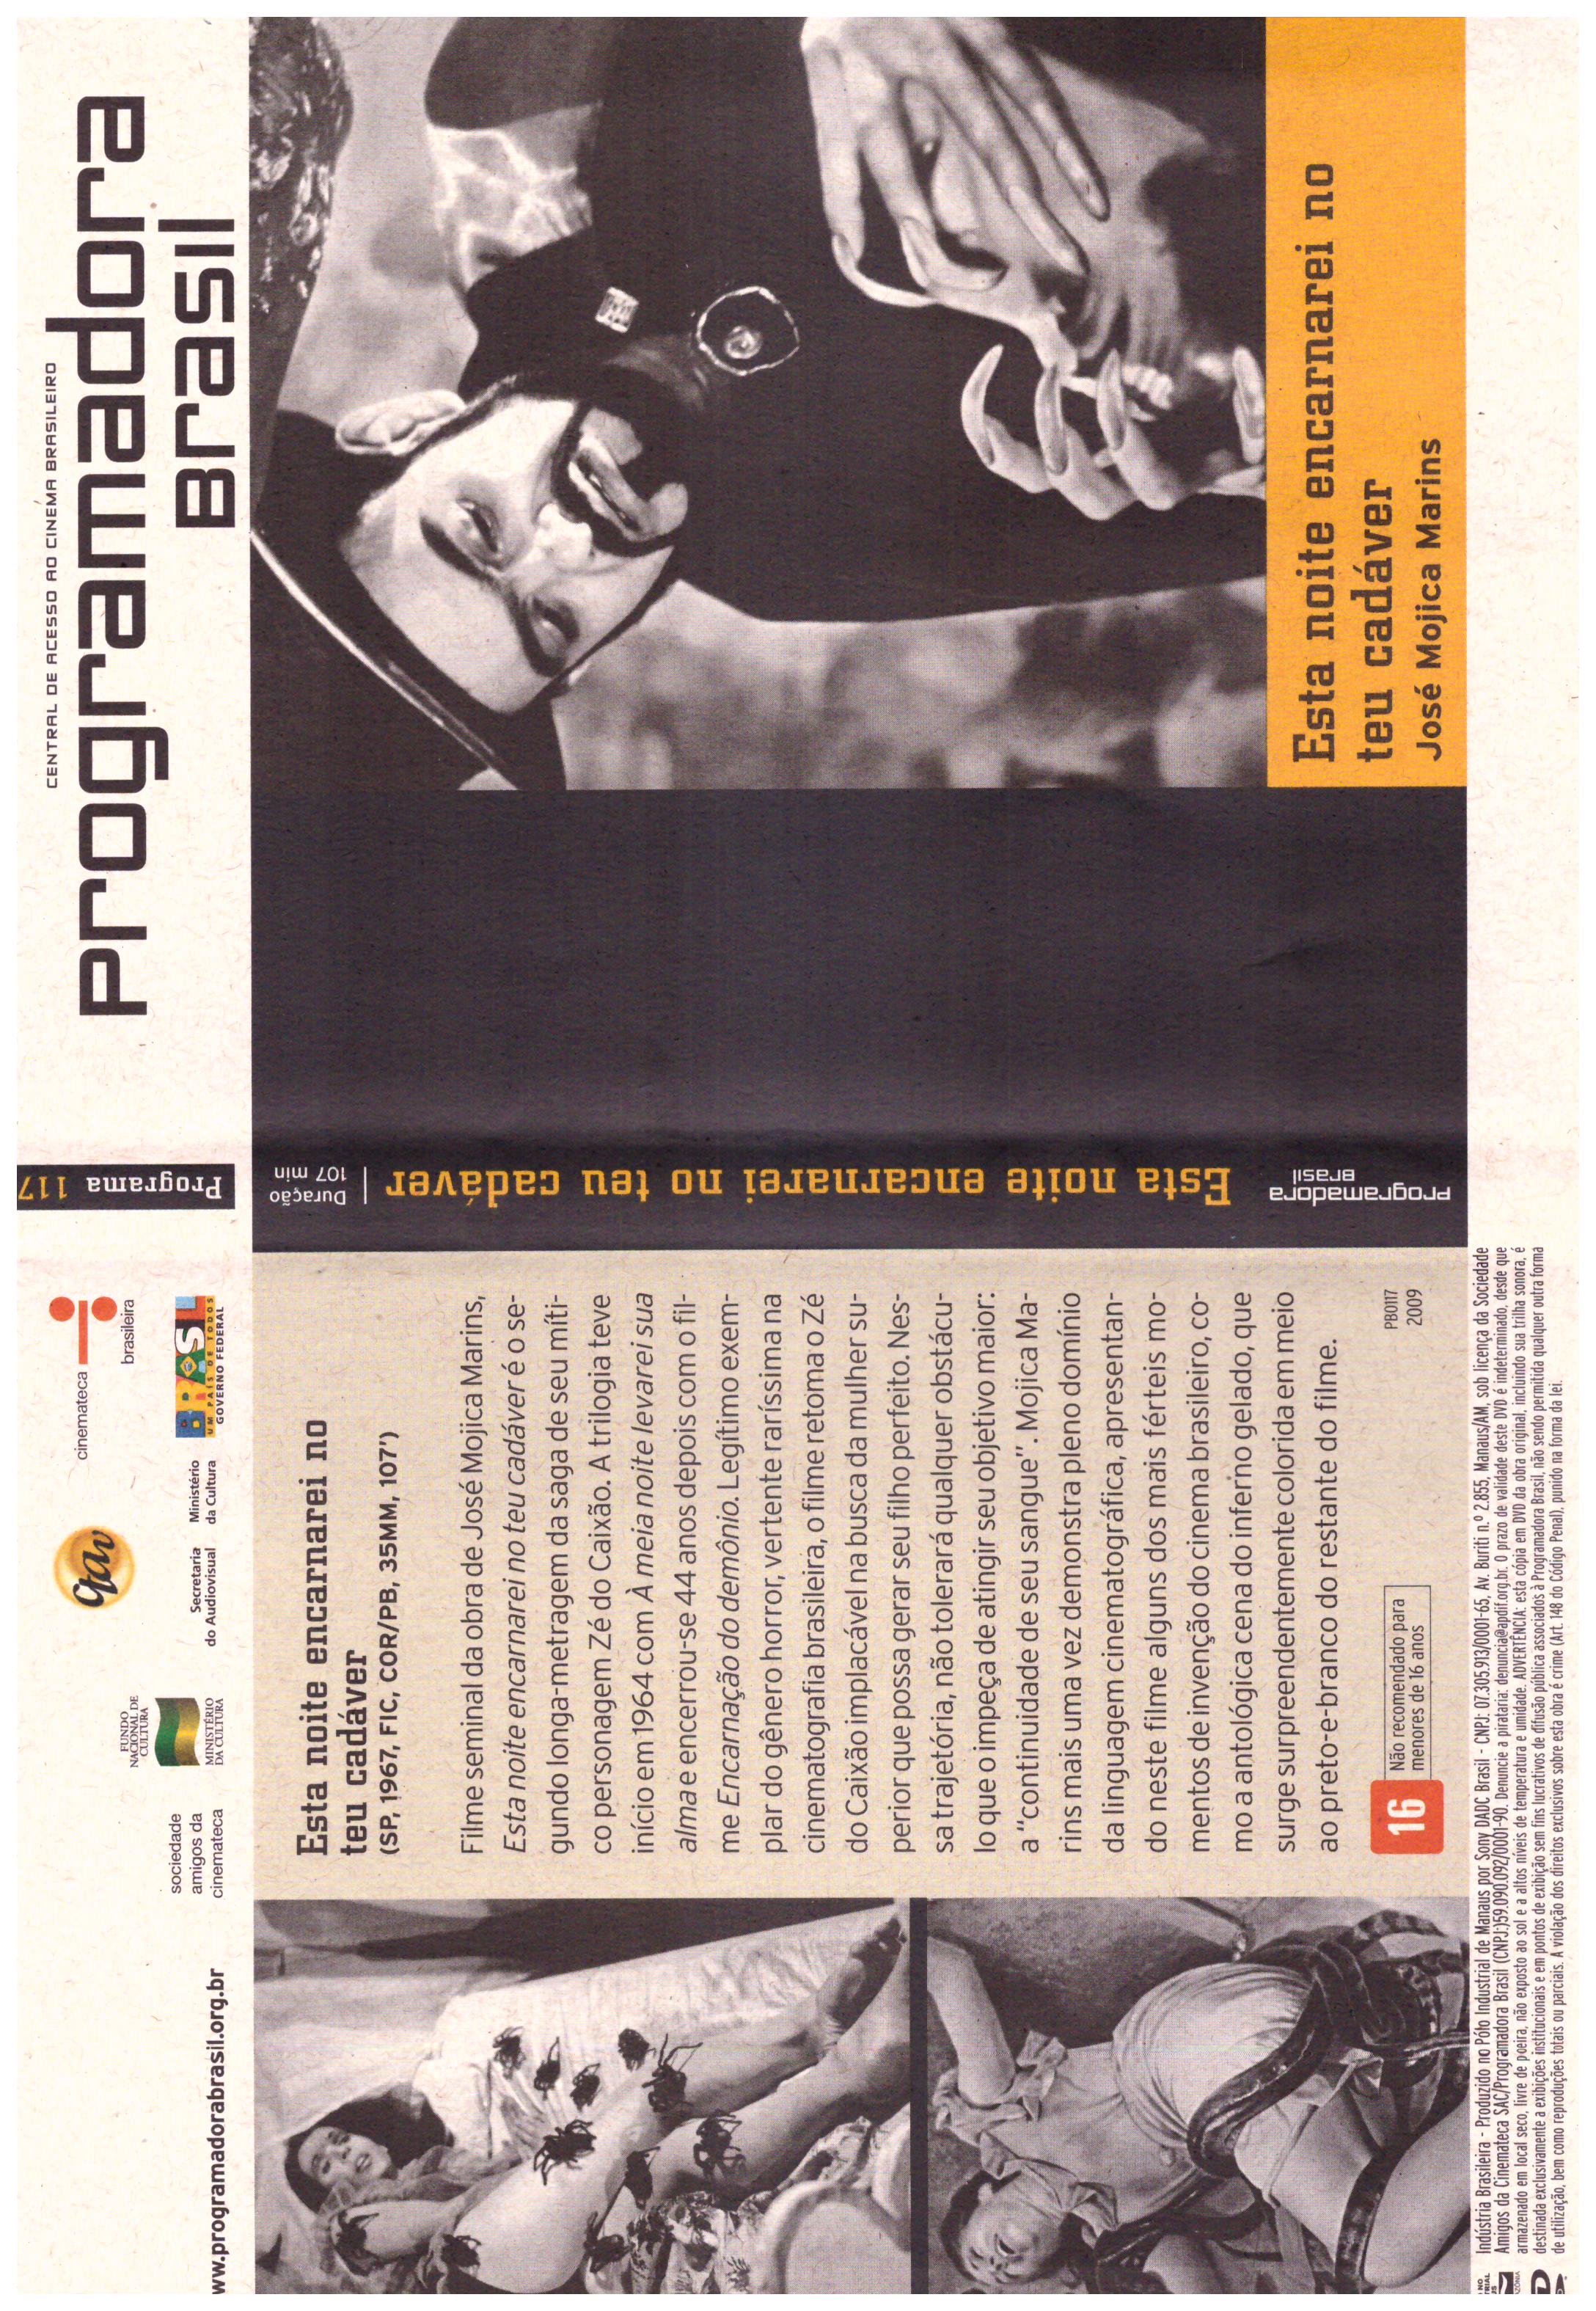 www.programadorabrasil.org.br
sociedade
amigos da
cinemateca
FUNDO
NACIONAL DE
CULTURA
MINISTÉRIO
DA CULTURA
ctav
Secretaria
do Audiovisual
Ministério
da Cultura
cinemateca
brasileira
BRASIL
UM PAÍS DE TODOS
GOVERNO FEDERAL
Esta noite encarnarei no
teu cadáver
(SP, 1967, FIC, COR/PB, 35MM, 107')
Filme seminal da obra de José Mojica Marins,
Esta noite encarnarei no teu cadáver é o se-
gundo longa-metragem da saga de seu míti-
co personagem Zé do Caixão. A trilogia teve
início em 1964 com À meia noite levarei sua
alma e encerrou-se 44 anos depois com o fil-
me Encarnação do demônio. Legítimo exem-
plar do gênero horror, vertente raríssima na
cinematografia brasileira, o filme retoma o Zé
do Caixão implacável na busca da mulher su-
perior que possa gerar seu filho perfeito. Nes-
sa trajetória, não tolerará qualquer obstácu-
lo que o impeça de atingir seu objetivo maior:
a “continuidade de seu sangue”. Mojica Ma-
rins mais uma vez demonstra pleno domínio
da linguagem cinematográfica, apresentan-
do neste filme alguns dos mais férteis mo-
mentos de invenção do cinema brasileiro, co-
mo a antológica cena do inferno gelado, que
surge surpreendentemente colorida em meio
ao preto-e-branco do restante do filme.
16
Não recomendado para
menores de 16 anos
PB0117
2009
Indústria Brasileira - Produzido no Pólo Industrial de Manaus por Sony DADC Brasil - CNPJ: 07.305.913/0001-65, Av. Buriti n.º 2.855, Manaus/AM, sob licença da Sociedade
Amigos da Cinemateca SAC/Programadora Brasil (CNPJ:)59.090.092/0001-90. Denuncie a pirataria: denuncia@apdif.org.br. O prazo de validade deste DVD é indeterminado, desde que
armazenado em local seco, livre de poeira, não exposto ao sol e a altos níveis de temperatura e umidade. ADVERTÊNCIA: esta cópia em DVD da obra original, incluindo sua trilha sonora, é
destinada exclusivamente a exibições institucionais e em pontos de exibição sem fins lucrativos de difusão pública associados à Programadora Brasil, não sendo permitida qualquer outra forma
de utilização, bem como reproduções totais ou parciais. A violação dos direitos exclusivos sobre esta obra é crime (Art. 148 do Código Penal), punido na forma da lei.
Programa 117
Duração
107 min
Esta noite encarnarei no teu cadáver
Programadora
Brasil
CENTRAL DE ACESSO AO CINEMA BRASILEIRO
Programadora
Brasil
Esta noite encarnarei no
teu cadáver
José Mojica Marins